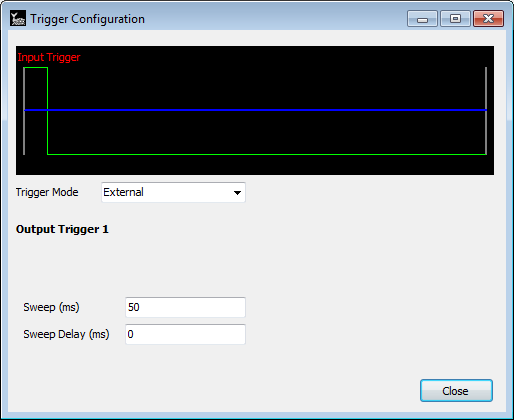 Trigger Configuration
Input Trigger
Trigger Mode External
Output Trigger 1
Sweep (ms) 50
Sweep Delay (ms) 0
Close